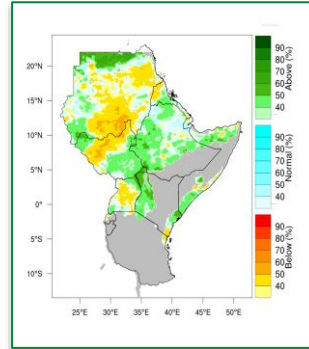 20°N
15°N
10°N
5°N
0°
5°S
10°S
25°E
30°E
35°E
40°E
45°E
50°E
90
80
70
60
50
40
Above (%)
90
80
70
60
50
40
Normal (%)
90
80
70
60
50
40
Below (%)